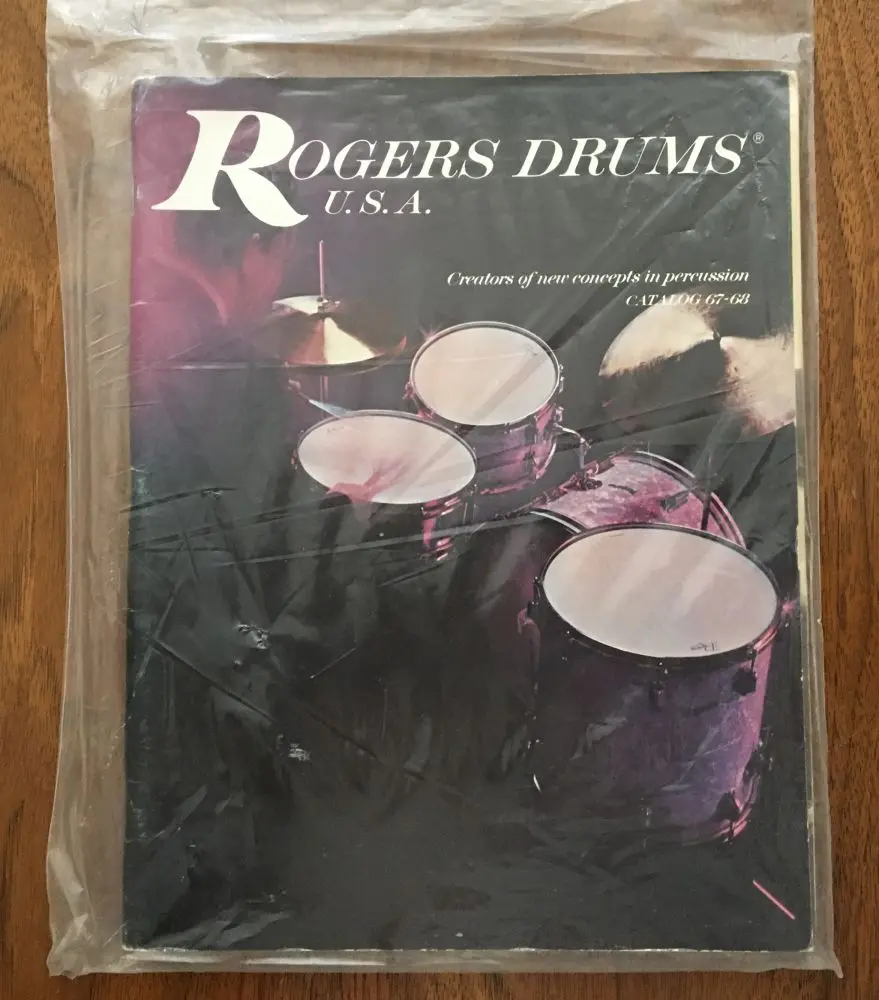 ROGERS DRUMS®
U.S.A.
Creators of new concepts in percussion
CATALOG 67-68